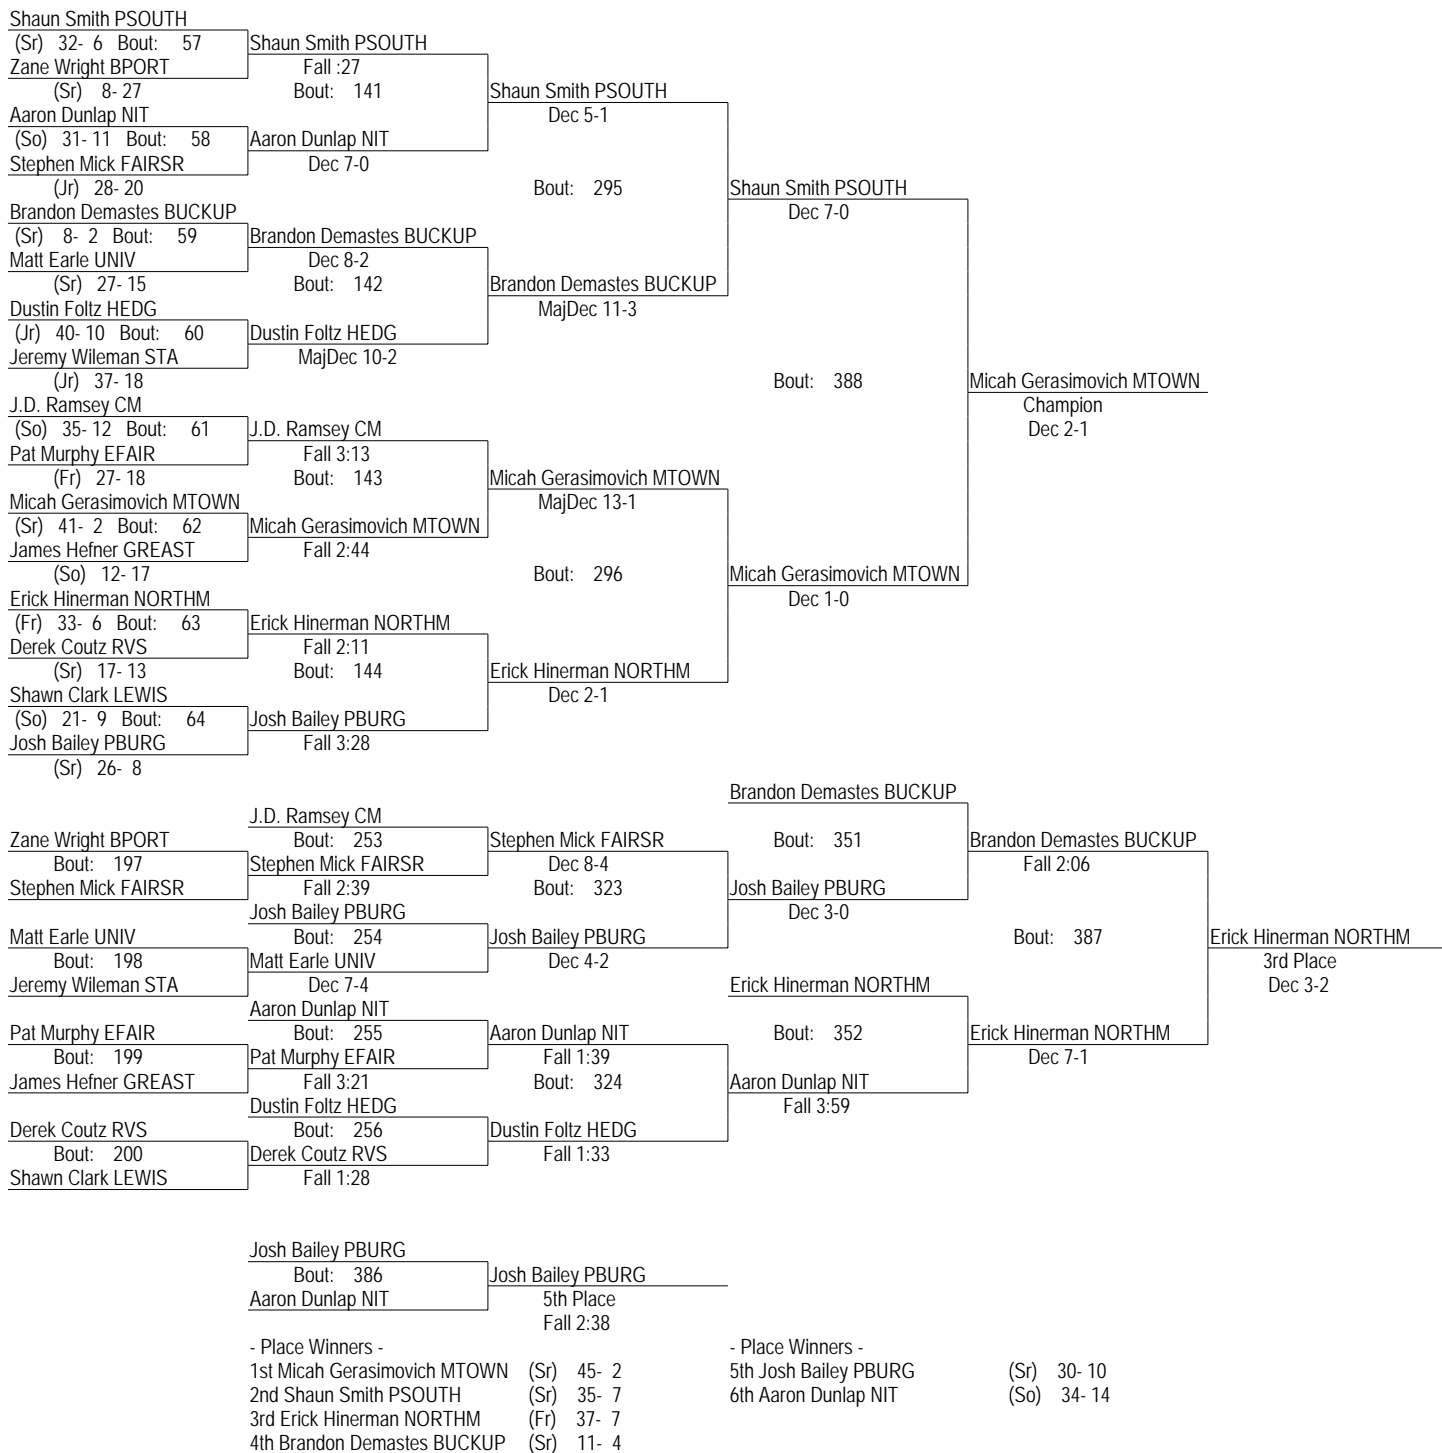 Shaun Smith PSOUTH
(Sr) 32- 6 Bout: 57 Shaun Smith PSOUTH
Zane Wright BPORT Fall :27
(Sr) 8- 27 Bout: 141 Shaun Smith PSOUTH
Aaron Dunlap NIT Dec 5-1
(So) 31- 11 Bout: 58 Aaron Dunlap NIT
Stephen Mick FAIRSR Dec 7-0
(Jr) 28- 20 Bout: 295 Shaun Smith PSOUTH
Brandon Demastes BUCKUP Dec 7-0
(Sr) 8- 2 Bout: 59 Brandon Demastes BUCKUP
Matt Earle UNIV Dec 8-2
(Sr) 27- 15 Bout: 142 Brandon Demastes BUCKUP
Dustin Foltz HEDG MajDec 11-3
(Jr) 40- 10 Bout: 60 Dustin Foltz HEDG
Jeremy Wileman STA MajDec 10-2
(Jr) 37- 18 Bout: 388 Micah Gerasimovich MTOWN
J.D. Ramsey CM Champion
(So) 35- 12 Bout: 61 J.D. Ramsey CM Dec 2-1
Pat Murphy EFAIR Fall 3:13
(Fr) 27- 18 Bout: 143 Micah Gerasimovich MTOWN
Micah Gerasimovich MTOWN MajDec 13-1
(Sr) 41- 2 Bout: 62 Micah Gerasimovich MTOWN
James Hefner GREAST Fall 2:44
(So) 12- 17 Bout: 296 Micah Gerasimovich MTOWN
Erick Hinerman NORTHM Dec 1-0
(Fr) 33- 6 Bout: 63 Erick Hinerman NORTHM
Derek Coutz RVS Fall 2:11
(Sr) 17- 13 Bout: 144 Erick Hinerman NORTHM
Shawn Clark LEWIS Dec 2-1
(So) 21- 9 Bout: 64 Josh Bailey PBURG
Josh Bailey PBURG Fall 3:28
(Sr) 26- 8
Brandon Demastes BUCKUP
J.D. Ramsey CM
Zane Wright BPORT Bout: 253 Stephen Mick FAIRSR Bout: 351 Brandon Demastes BUCKUP
Bout: 197 Stephen Mick FAIRSR Dec 8-4 Fall 2:06
Stephen Mick FAIRSR Fall 2:39 Bout: 323 Josh Bailey PBURG
Josh Bailey PBURG Dec 3-0
Matt Earle UNIV Bout: 254 Josh Bailey PBURG Bout: 387 Erick Hinerman NORTHM
Bout: 198 Matt Earle UNIV Dec 4-2 3rd Place
Jeremy Wileman STA Dec 7-4 Erick Hinerman NORTHM Dec 3-2
Aaron Dunlap NIT
Pat Murphy EFAIR Bout: 255 Aaron Dunlap NIT Bout: 352 Erick Hinerman NORTHM
Bout: 199 Pat Murphy EFAIR Fall 1:39 Dec 7-1
James Hefner GREAST Fall 3:21 Bout: 324 Aaron Dunlap NIT
Dustin Foltz HEDG Fall 3:59
Derek Coutz RVS Bout: 256 Dustin Foltz HEDG
Bout: 200 Derek Coutz RVS Fall 1:33
Shawn Clark LEWIS Fall 1:28
Josh Bailey PBURG
Bout: 386 Josh Bailey PBURG
Aaron Dunlap NIT 5th Place
Fall 2:38
- Place Winners - - Place Winners -
1st Micah Gerasimovich MTOWN (Sr) 45- 2 5th Josh Bailey PBURG (Sr) 30- 10
2nd Shaun Smith PSOUTH (Sr) 35- 7 6th Aaron Dunlap NIT (So) 34- 14
3rd Erick Hinerman NORTHM (Fr) 37- 7
4th Brandon Demastes BUCKUP (Sr) 11- 4